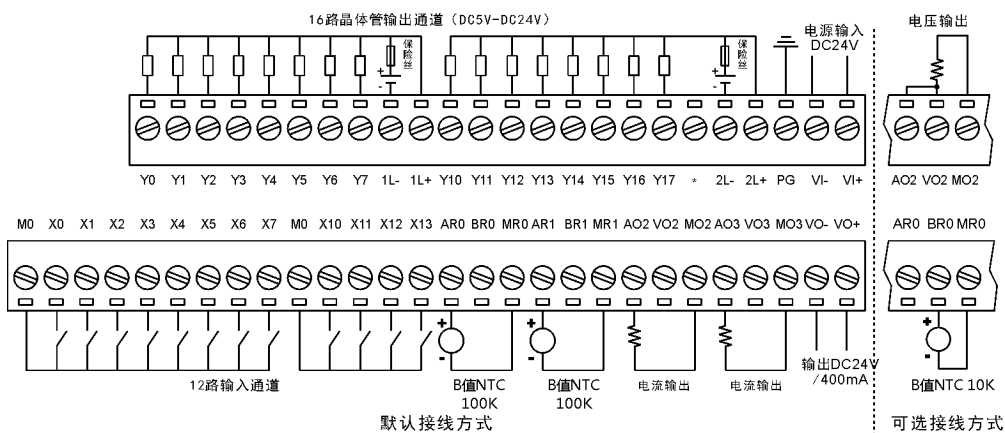 16路晶体管输出通道（DC5V-DC24V）
电压输出
电源输入
DC24V
保险丝
保险丝
+
-
+
-
Y0 Y1 Y2 Y3 Y4 Y5 Y6 Y7 1L- 1L+ Y10 Y11 Y12 Y13 Y14 Y15 Y16 Y17 * 2L- 2L+ PG VI- VI+ AO2 VO2 MO2
M0 X0 X1 X2 X3 X4 X5 X6 X7 M0 X10 X11 X12 X13 AR0 BR0 MR0 AR1 BR1 MR1 AO2 VO2 MO2 AO3 VO3 MO3 VO- VO+ AR0 BR0 MR0
+
-
+
-
+
-
12路输入通道
B值NTC
100K
B值NTC
100K
电流输出
电流输出
输出DC24V
/400mA
B值NTC 10K
默认接线方式
可选接线方式